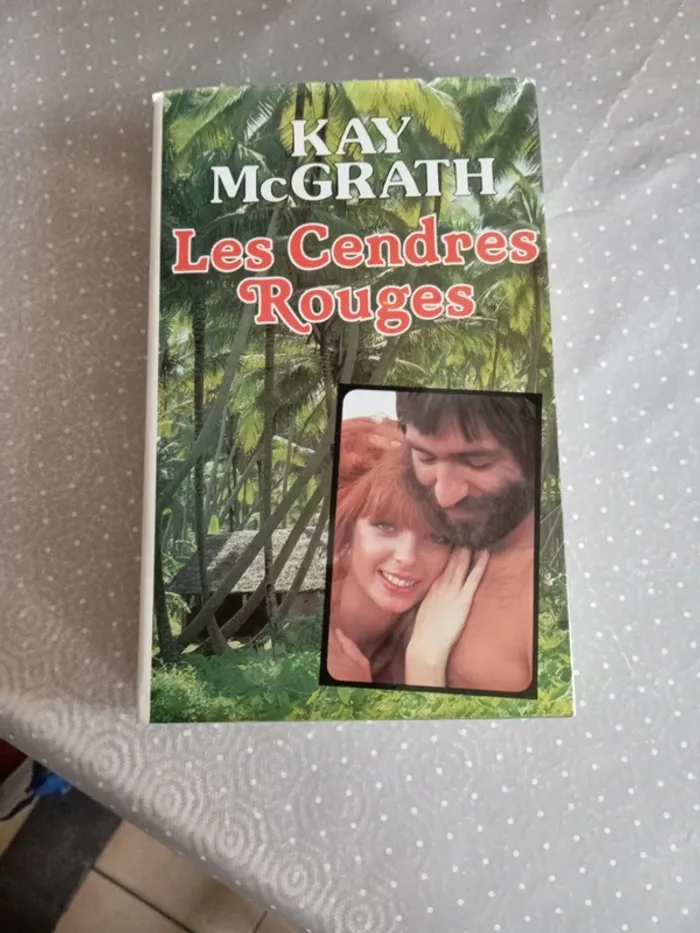 KAY
McGRATH
Les Cendres
Rouges